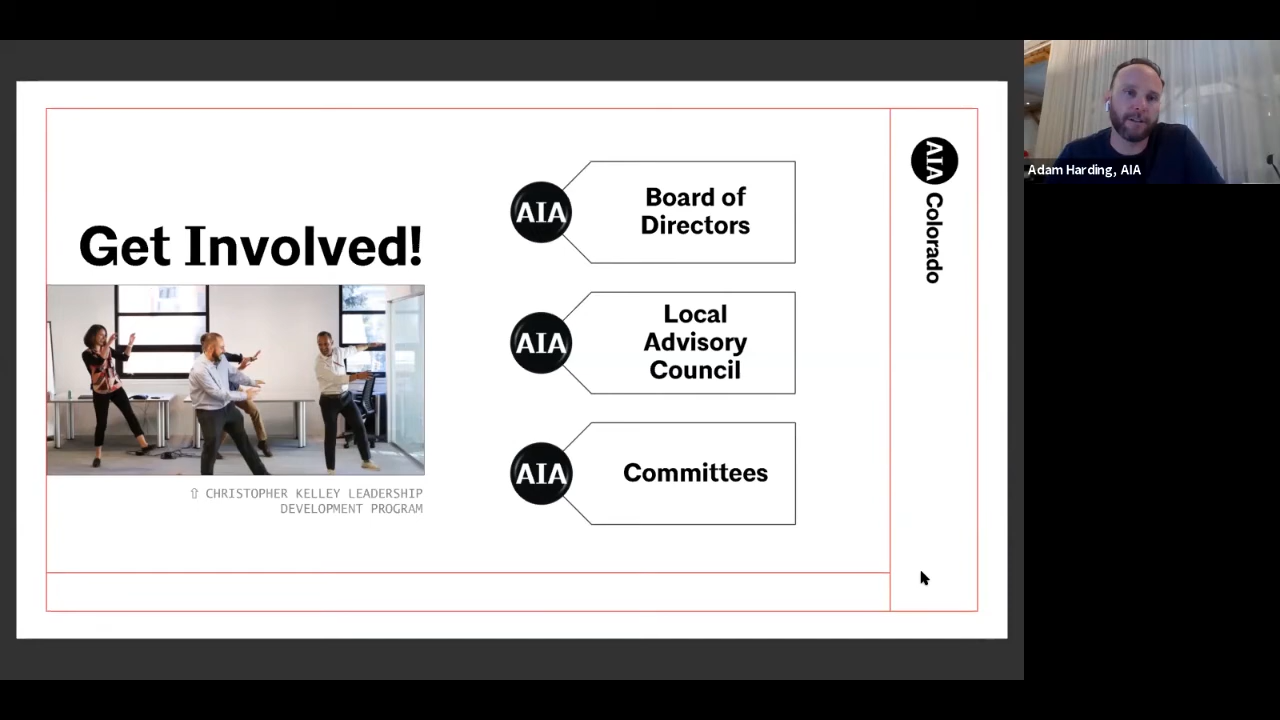 Get Involved!
⇧ CHRISTOPHER KELLEY LEADERSHIP
DEVELOPMENT PROGRAM
AIA
Board of
Directors
AIA
Local
Advisory
Council
AIA
Committees
AIA Colorado
Adam Harding, AIA